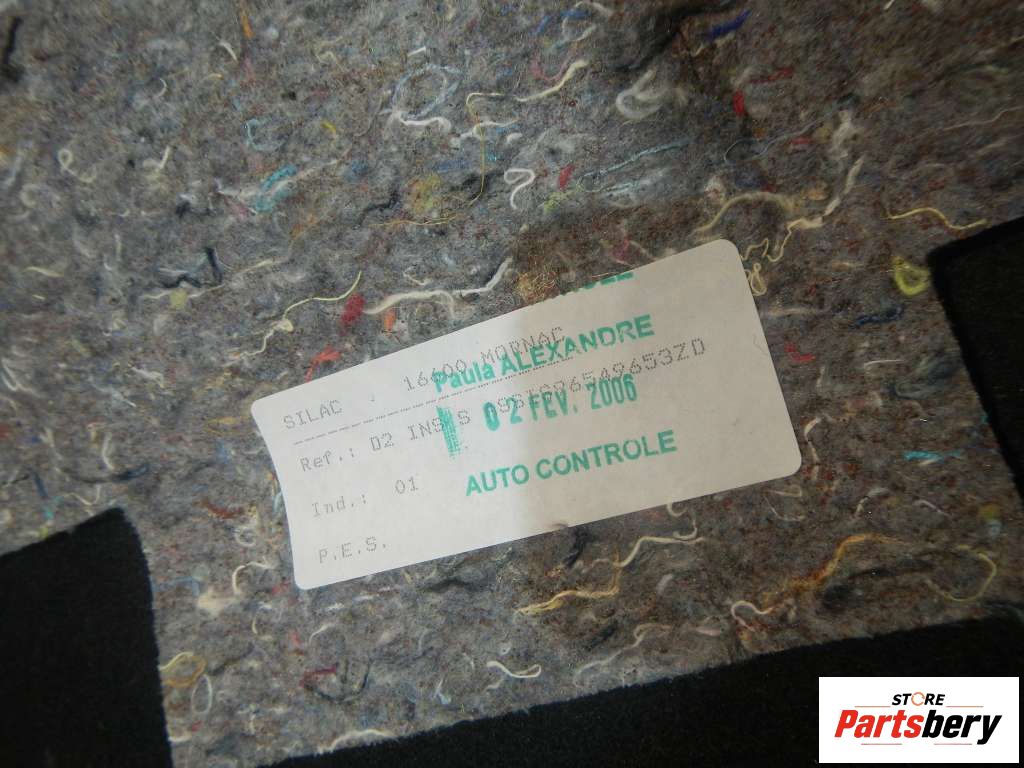 SILAC . 16600 MORNAC
Paula ALEXANDRE
Ref.: 02 INS S
02 FEV. 2006
Ind.: 01
AUTO CONTROLE
P.E.S.
STORE
Partsbery